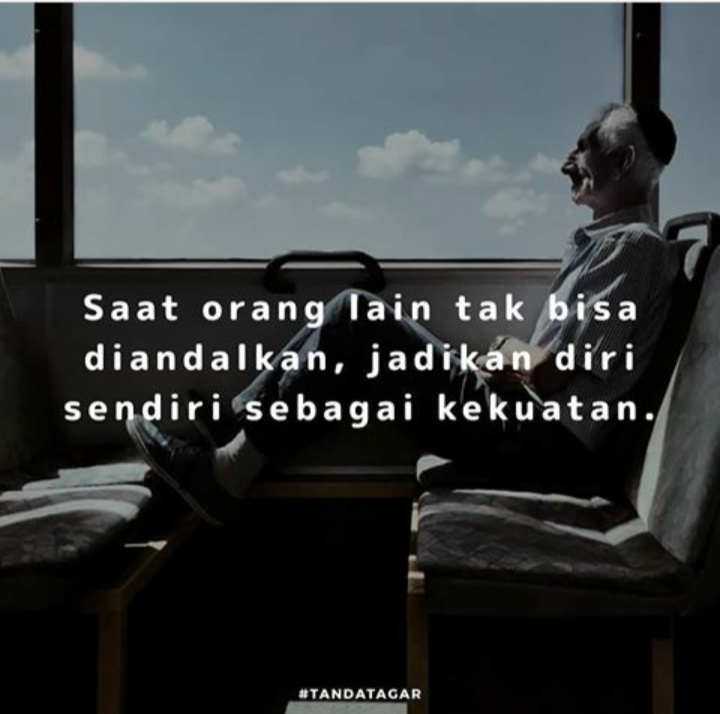 Saat orang lain tak bisa
diandalkan, jadikan diri
sendiri sebagai kekuatan.
#TANDATAGAR